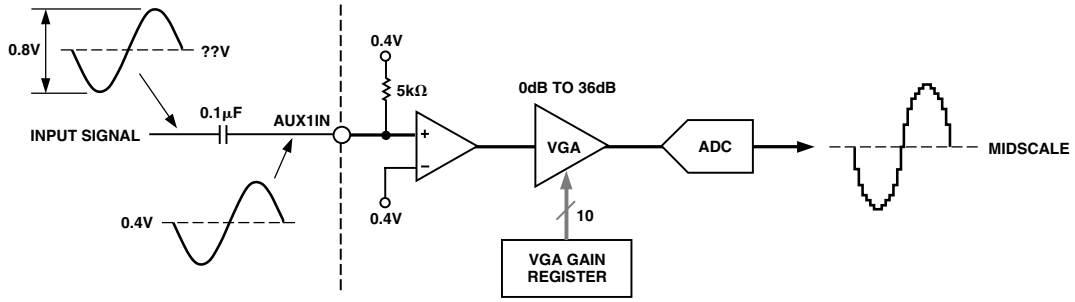 0.8V
??V
0.4V
5kΩ
0dB TO 36dB
0.1µF
INPUT SIGNAL
AUX1IN
+
−
VGA
ADC
MIDSCALE
0.4V
0.4V
10
VGA GAIN
REGISTER